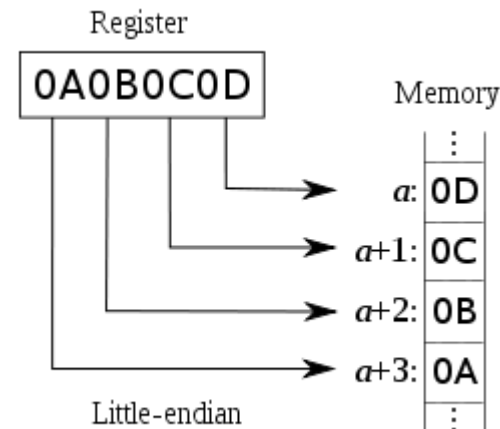 Register
0A0B0C0D
Memory
⋮
a: 0D
a+1: 0C
a+2: 0B
a+3: 0A
⋮
Little-endian